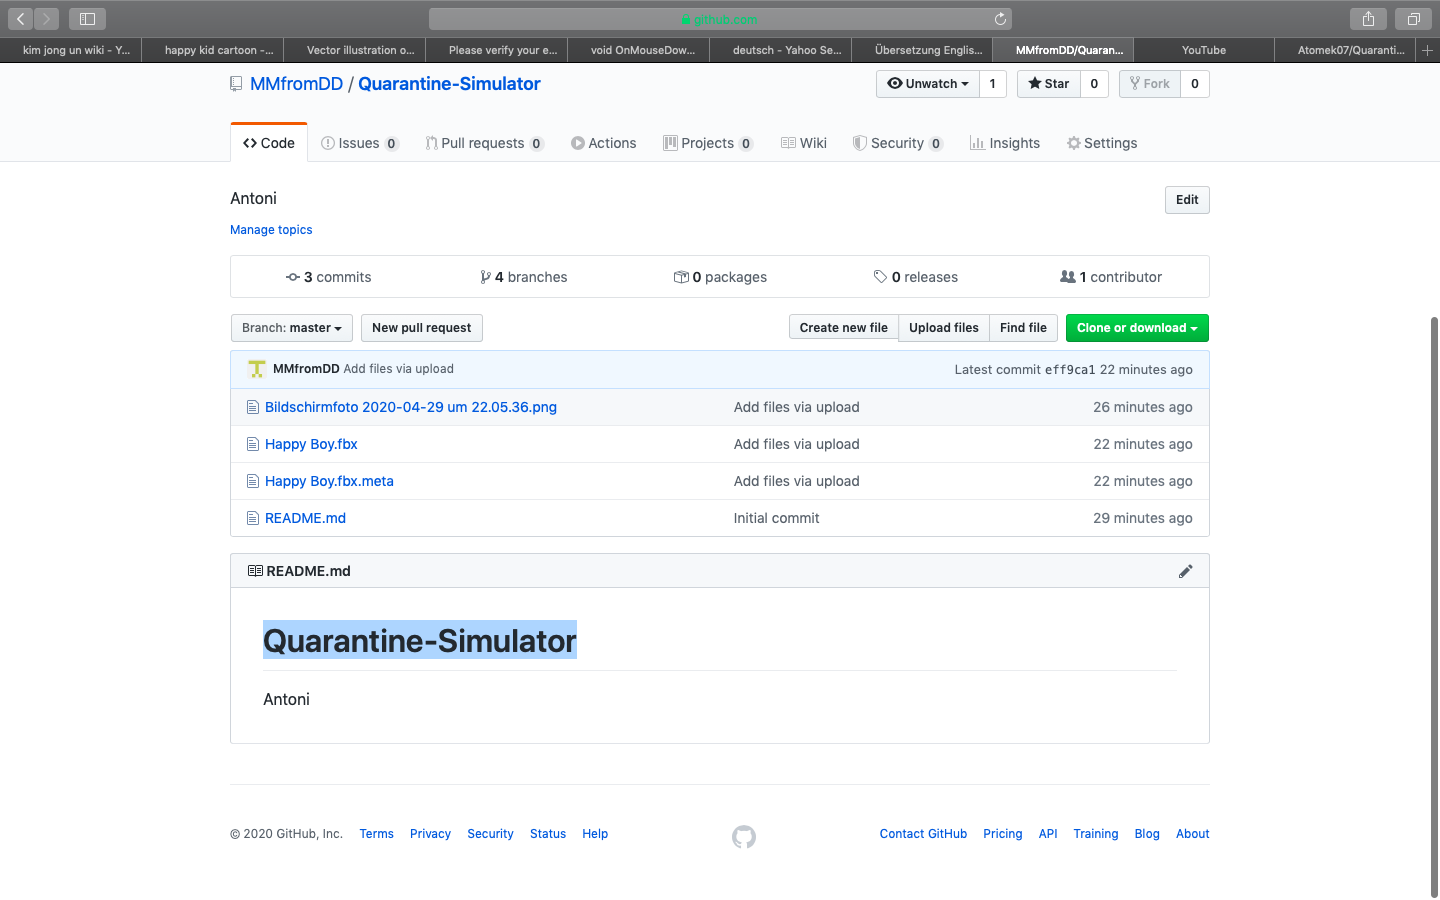 github.com
kim jong un wiki - Y...
happy kid cartoon -...
Vector illustration o...
Please verify your e...
void OnMouseDow...
deutsch - Yahoo Se...
Übersetzung Englis...
MMfromDD/Quaran...
YouTube
Atomek07/Quaranti...
MMfromDD / Quarantine-Simulator
Unwatch 1 Star 0 Fork 0
Code Issues 0 Pull requests 0 Actions Projects 0 Wiki Security 0 Insights Settings
Antoni Edit
Manage topics
3 commits 4 branches 0 packages 0 releases 1 contributor
Branch: master New pull request Create new file Upload files Find file Clone or download
MMfromDD Add files via upload Latest commit eff9ca1 22 minutes ago
Bildschirmfoto 2020-04-29 um 22.05.36.png Add files via upload 26 minutes ago
Happy Boy.fbx Add files via upload 22 minutes ago
Happy Boy.fbx.meta Add files via upload 22 minutes ago
README.md Initial commit 29 minutes ago
README.md
Quarantine-Simulator
Antoni
© 2020 GitHub, Inc. Terms Privacy Security Status Help Contact GitHub Pricing API Training Blog About